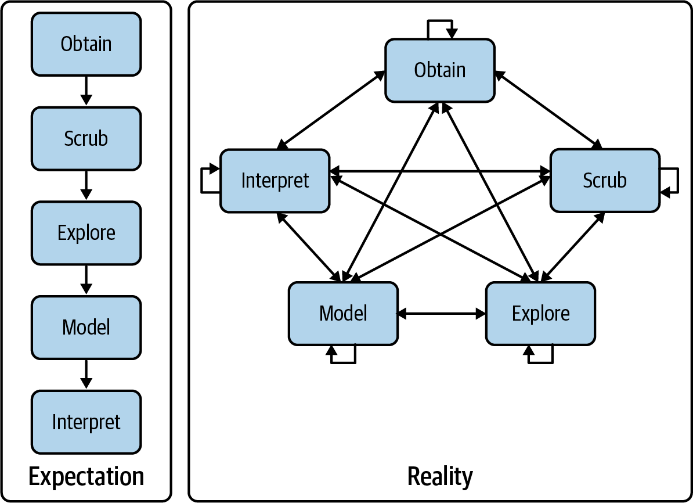 Obtain
Scrub
Explore
Model
Interpret
Expectation
Obtain
Interpret
Scrub
Model
Explore
Reality